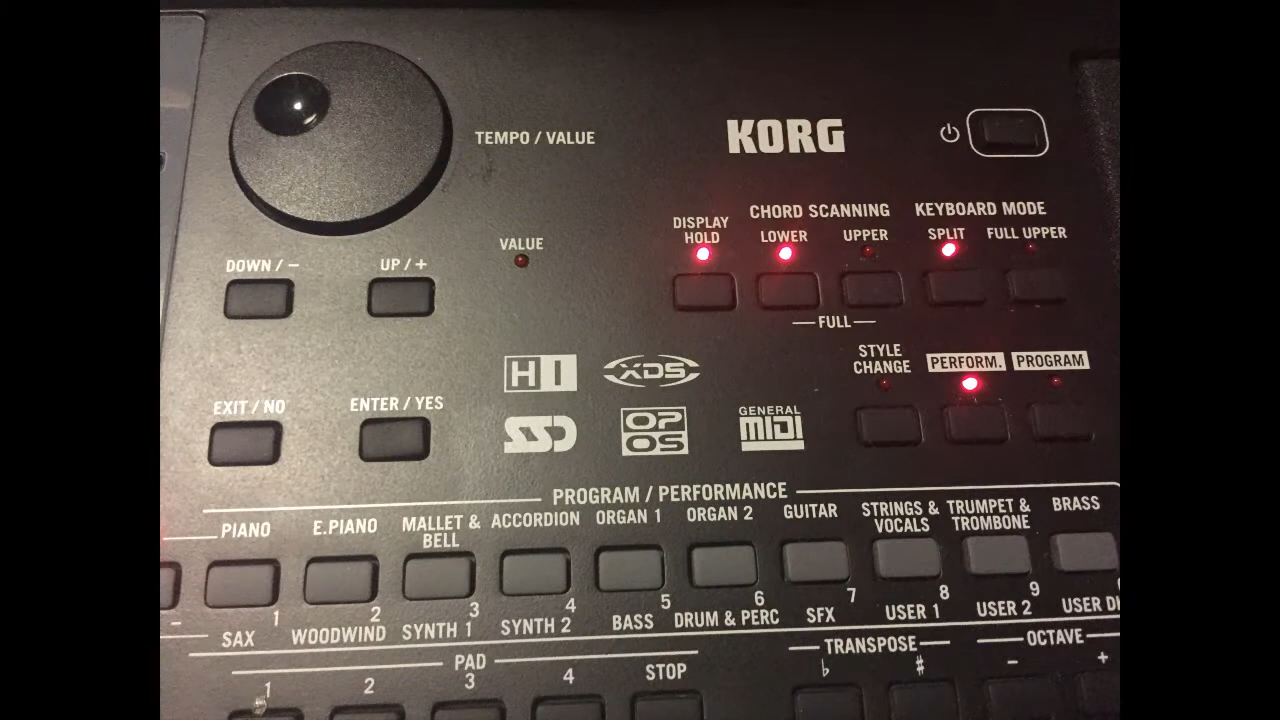 TEMPO / VALUE
KORG
DISPLAY
HOLD
CHORD SCANNING
LOWER
UPPER
KEYBOARD MODE
SPLIT
FULL UPPER
VALUE
DOWN / –
UP / +
FULL
STYLE
CHANGE
PERFORM.
PROGRAM
HI
XDS
EXIT / NO
ENTER / YES
SSD
OPOS
GENERAL
MIDI
PROGRAM / PERFORMANCE
PIANO
E.PIANO
MALLET &
BELL
ACCORDION
ORGAN 1
ORGAN 2
GUITAR
STRINGS &
VOCALS
TRUMPET &
TROMBONE
BRASS
–
1
2
3
4
5
6
7
8
9
SAX
WOODWIND
SYNTH 1
SYNTH 2
BASS
DRUM & PERC
SFX
USER 1
USER 2
USER
PAD
1
2
3
4
STOP
TRANSPOSE
♭
♯
OCTAVE
–
+